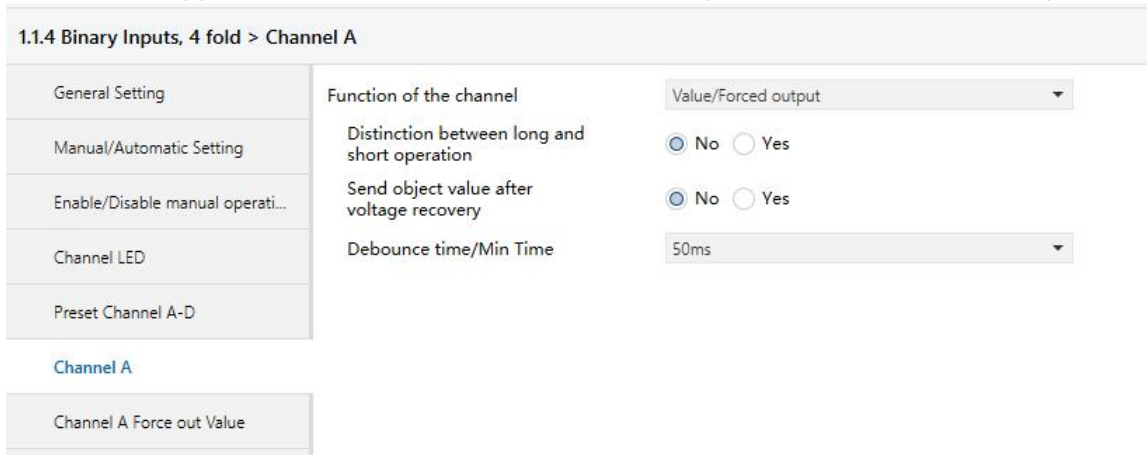 1.1.4 Binary Inputs, 4 fold > Channel A
General Setting
Manual/Automatic Setting
Enable/Disable manual operati...
Channel LED
Preset Channel A-D
Channel A
Channel A Force out Value
Function of the channel
Value/Forced output
Distinction between long and
short operation
No Yes
Send object value after
voltage recovery
No Yes
Debounce time/Min Time
50ms